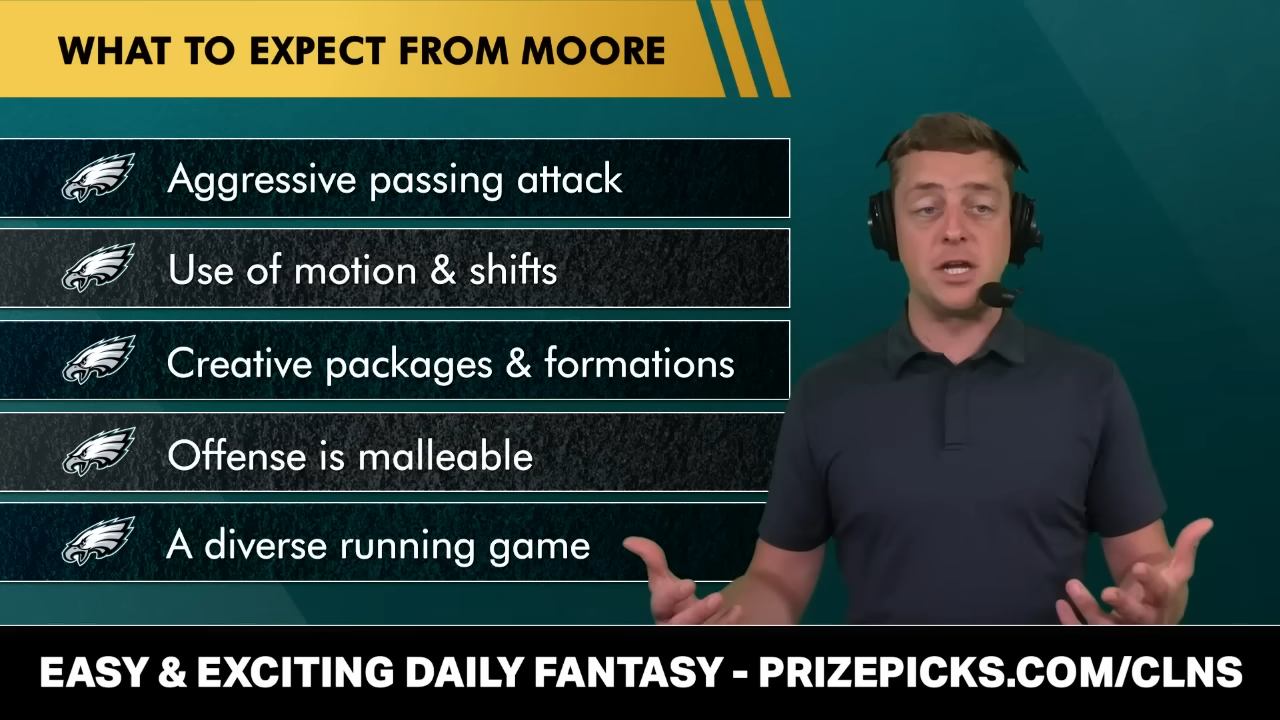 WHAT TO EXPECT FROM MOORE
Aggressive passing attack
Use of motion & shifts
Creative packages & formations
Offense is malleable
A diverse running game
EASY & EXCITING DAILY FANTASY - PRIZEPICKS.COM/CLNS